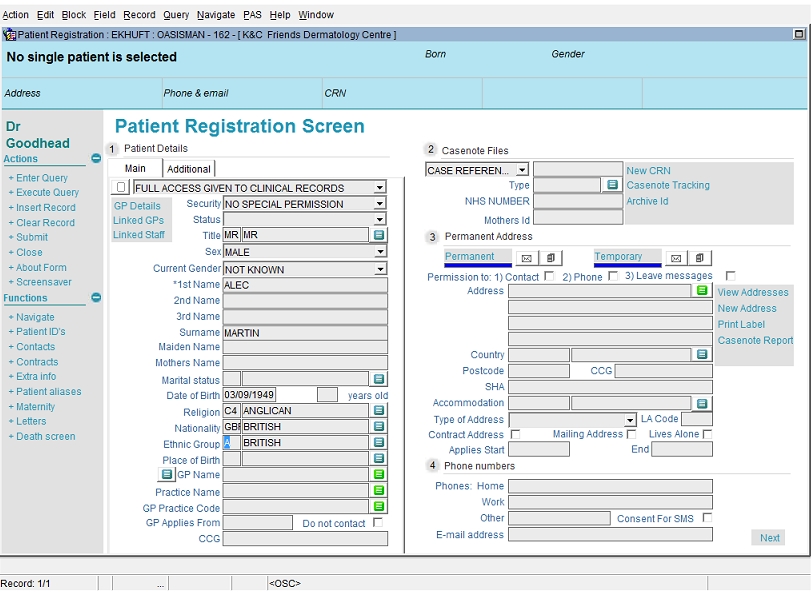 Action Edit Block Field Record Query Navigate PAS Help Window
Patient Registration : EKHUFT : OASISMAN - 162 - [ K&C Friends Dermatology Centre ]
No single patient is selected
Born
Gender
Address
Phone & email
CRN
Dr
Goodhead
Actions
+ Enter Query
+ Execute Query
+ Insert Record
+ Clear Record
+ Submit
+ Close
+ About Form
+ Screensaver
Functions
+ Navigate
+ Patient ID's
+ Contacts
+ Contracts
+ Extra info
+ Patient aliases
+ Maternity
+ Letters
+ Death screen
Patient Registration Screen
1 Patient Details
Main Additional
FULL ACCESS GIVEN TO CLINICAL RECORDS
GP Details
Linked GPs
Linked Staff
Security NO SPECIAL PERMISSION
Status
Title MR MR
Sex MALE
Current Gender NOT KNOWN
*1st Name ALEC
2nd Name
3rd Name
Surname MARTIN
Maiden Name
Mothers Name
Marital status
Date of Birth 03/09/1949 years old
Religion C4 ANGLICAN
Nationality GBR BRITISH
Ethnic Group A BRITISH
Place of Birth
GP Name
Practice Name
GP Practice Code
GP Applies From Do not contact
CCG
2 Casenote Files
CASE REFEREN...
New CRN
Type
Casenote Tracking
NHS NUMBER
Archive Id
Mothers Id
3 Permanent Address
Permanent Temporary
Permission to: 1) Contact 2) Phone 3) Leave messages
Address
View Addresses
New Address
Print Label
Casenote Report
Country
Postcode CCG
SHA
Accommodation
Type of Address LA Code
Contract Address Mailing Address Lives Alone
Applies Start End
4 Phone numbers
Phones: Home
Work
Other Consent For SMS
E-mail address
Next
Record: 1/1 ... <OSC>